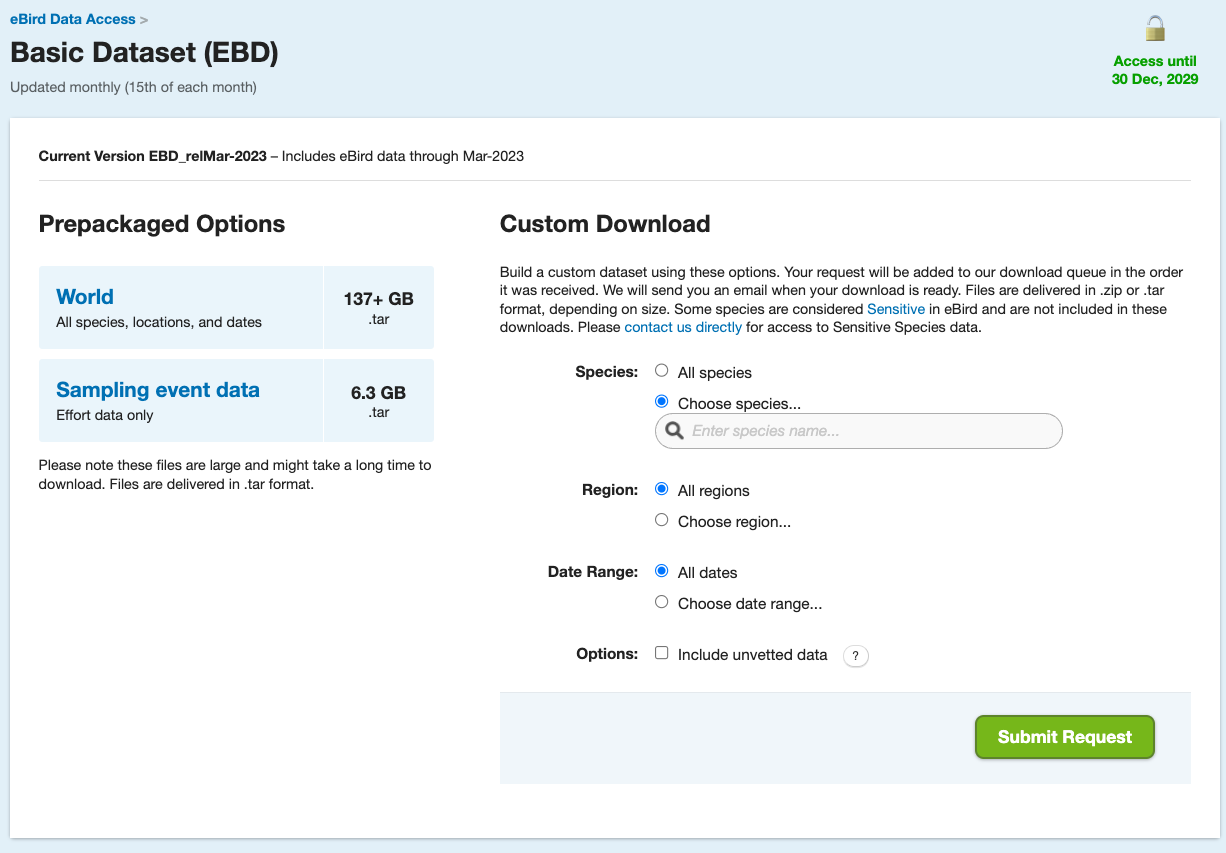 eBird Data Access >
Basic Dataset (EBD)
Updated monthly (15th of each month)
Access until
30 Dec, 2029
Current Version EBD_relMar-2023 – Includes eBird data through Mar-2023
Prepackaged Options
World
All species, locations, and dates
137+ GB
.tar
Sampling event data
Effort data only
6.3 GB
.tar
Please note these files are large and might take a long time to
download. Files are delivered in .tar format.
Custom Download
Build a custom dataset using these options. Your request will be added to our download queue in the order
it was received. We will send you an email when your download is ready. Files are delivered in .zip or .tar
format, depending on size. Some species are considered Sensitive in eBird and are not included in these
downloads. Please contact us directly for access to Sensitive Species data.
Species:
All species
Choose species...
Enter species name...
Region:
All regions
Choose region...
Date Range:
All dates
Choose date range...
Options:
Include unvetted data ?
Submit Request